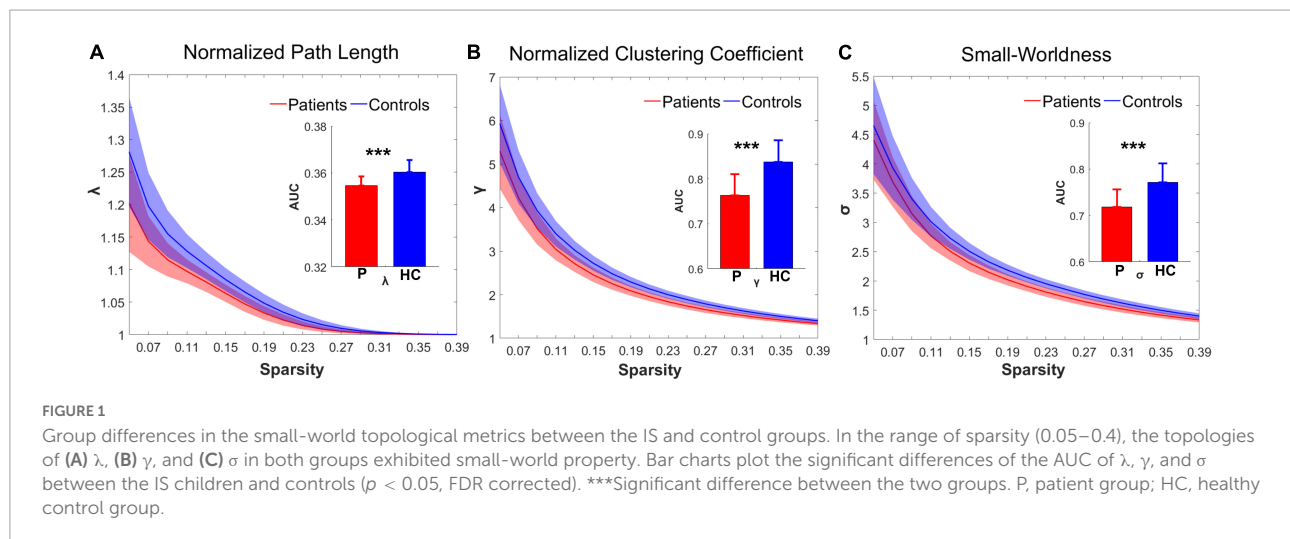 A Normalized Path Length
1.4
1.35
1.3
1.25
1.2
1.15
1.1
1.05
1
λ
Patients Controls
0.38
0.36
0.34
0.32
AUC
***
P λ HC
0.07 0.11 0.15 0.19 0.23 0.27 0.31 0.35 0.39
Sparsity
B Normalized Clustering Coefficient
7
6
5
4
3
2
1
γ
Patients Controls
0.9
0.8
0.7
0.6
AUC
***
P γ HC
0.07 0.11 0.15 0.19 0.23 0.27 0.31 0.35 0.39
Sparsity
C Small-Worldness
5.5
5
4.5
4
3.5
3
2.5
2
1.5
1
σ
Patients Controls
0.9
0.8
0.7
0.6
AUC
***
P σ HC
0.07 0.11 0.15 0.19 0.23 0.27 0.31 0.35 0.39
Sparsity
FIGURE 1
Group differences in the small-world topological metrics between the IS and control groups. In the range of sparsity (0.05–0.4), the topologies
of (A) λ, (B) γ, and (C) σ in both groups exhibited small-world property. Bar charts plot the significant differences of the AUC of λ, γ, and σ
between the IS children and controls (p < 0.05, FDR corrected). ***Significant difference between the two groups. P, patient group; HC, healthy
control group.